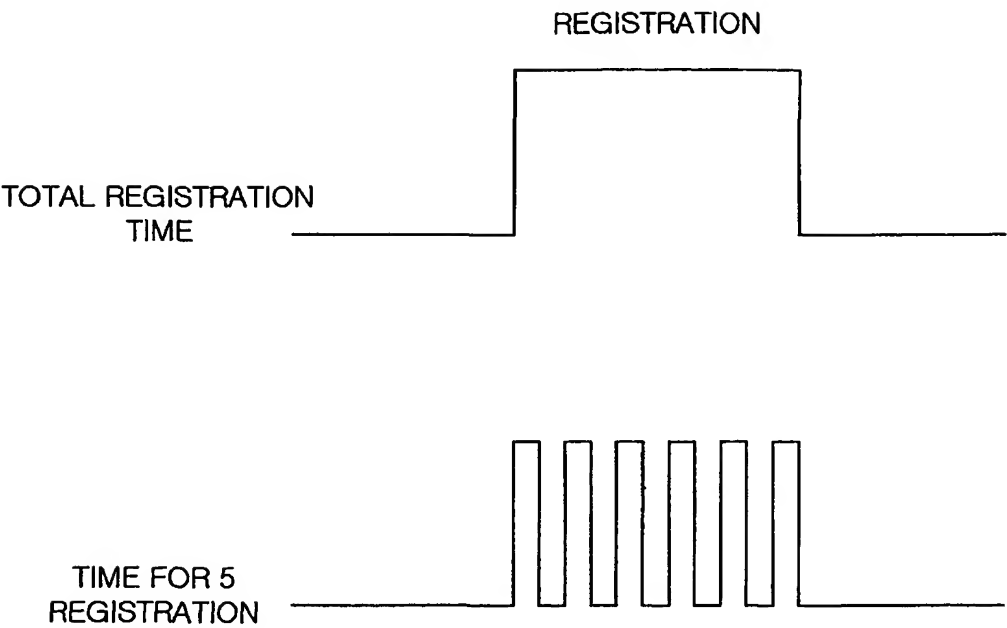 REGISTRATION
TOTAL REGISTRATION
TIME
TIME FOR 5
REGISTRATION